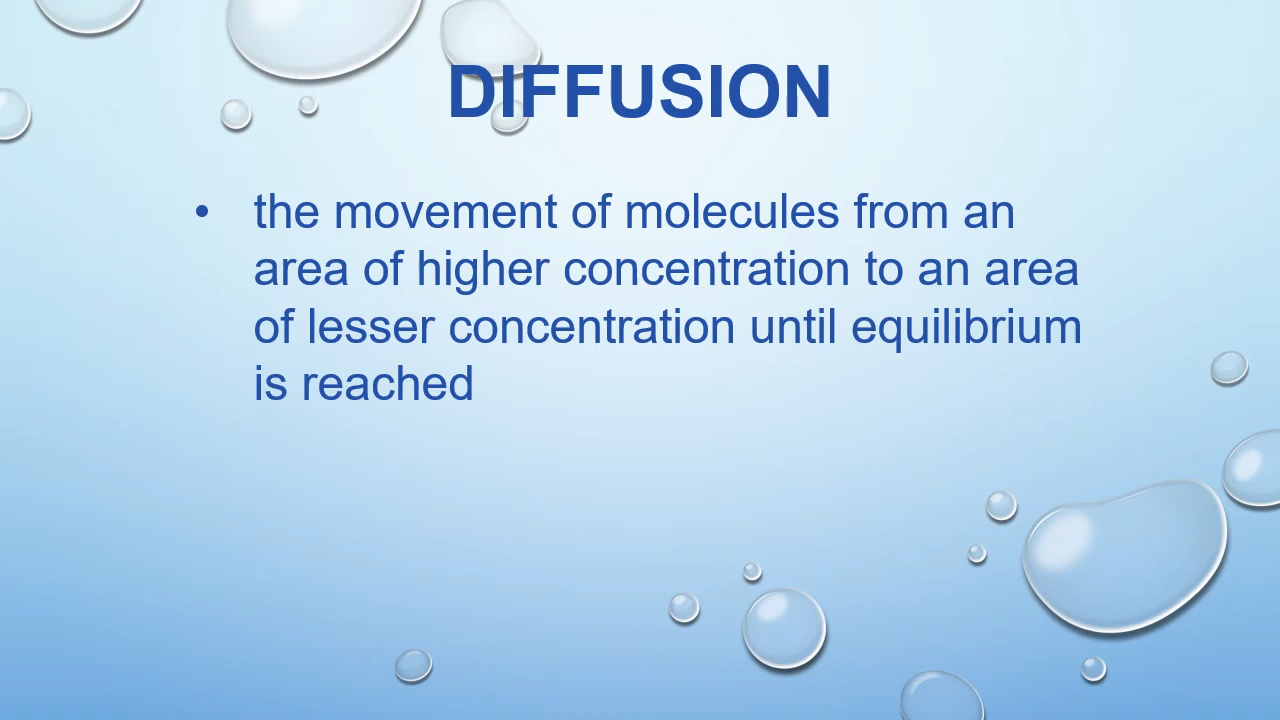 DIFFUSION
• the movement of molecules from an
area of higher concentration to an area
of lesser concentration until equilibrium
is reached